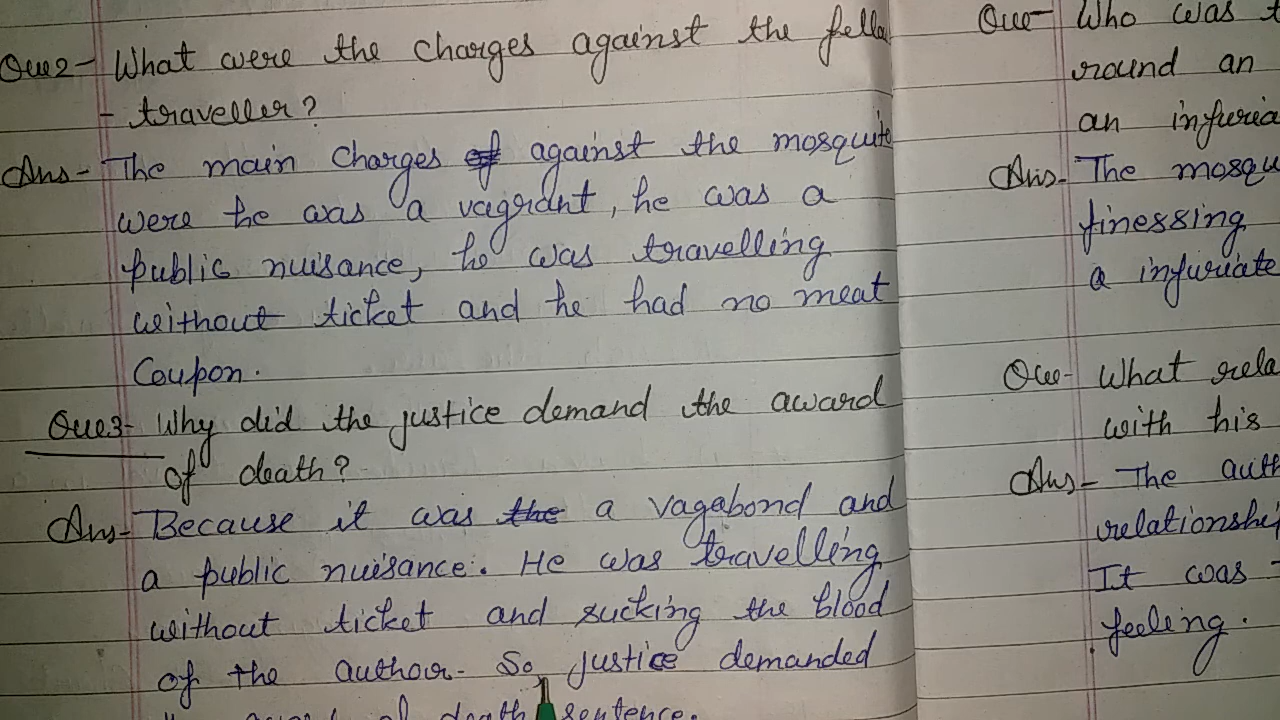 Que2- What were the charges against the fello
- traveller?
Ans- The main charges of against the mosquito
were he was a vagrant, he was a
public nuisance, he was travelling
without ticket and he had no meat
Coupon.
Que3- Why did the justice demand the award
of death?
Ans- Because it was the a vagabond and
a public nuisance. He was travelling
without ticket and sucking the blood
of the author. So justice demanded
of death sentence.
Que- Who was t
round an
an infuria
Ans- The mosqu
finessing
a infuriate
Que- What rela
with his
Ans- The auth
relationshi
It was
feeling.